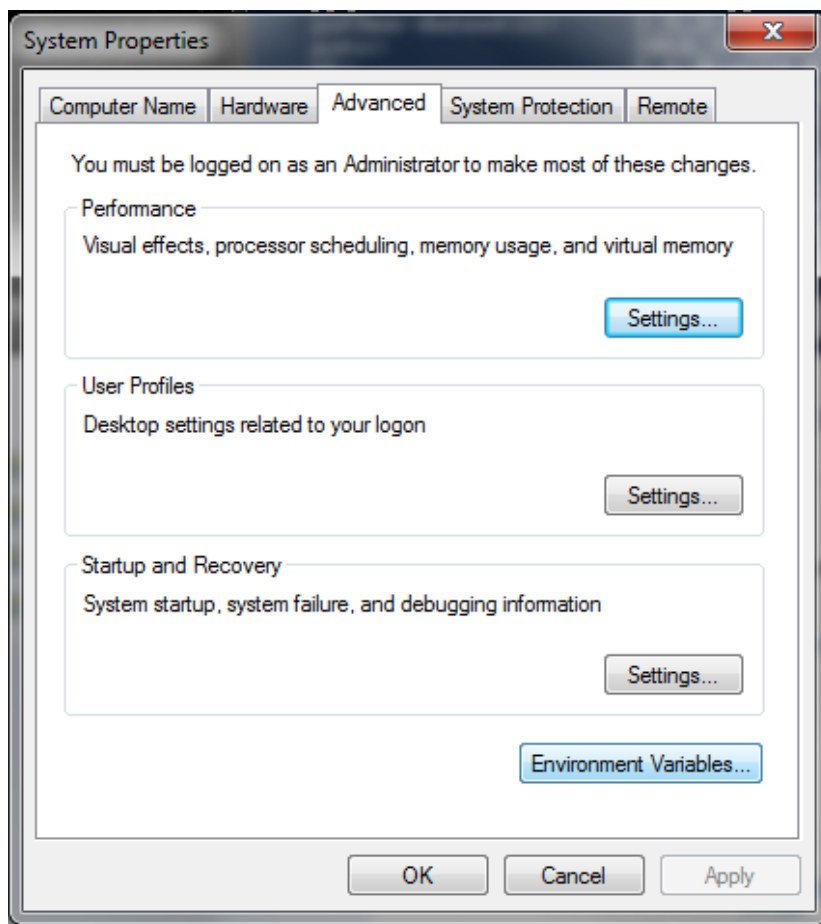 System Properties
Computer Name Hardware Advanced System Protection Remote
You must be logged on as an Administrator to make most of these changes.
Performance
Visual effects, processor scheduling, memory usage, and virtual memory
Settings...
User Profiles
Desktop settings related to your logon
Settings...
Startup and Recovery
System startup, system failure, and debugging information
Settings...
Environment Variables...
OK Cancel Apply